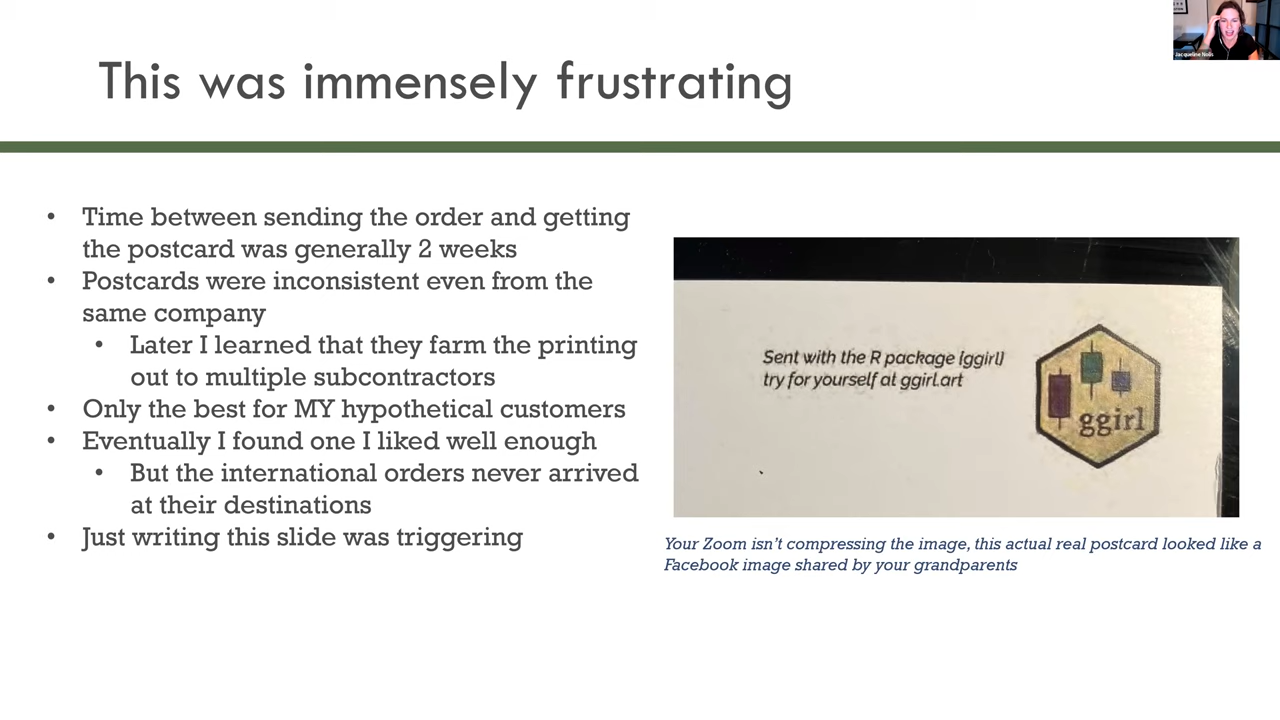 Jacqueline Nolis
This was immensely frustrating
• Time between sending the order and getting
the postcard was generally 2 weeks
• Postcards were inconsistent even from the
same company
• Later I learned that they farm the printing
out to multiple subcontractors
• Only the best for MY hypothetical customers
• Eventually I found one I liked well enough
• But the international orders never arrived
at their destinations
• Just writing this slide was triggering
Sent with the R package {ggirl}
try for yourself at ggirl.art
ggirl
Your Zoom isn't compressing the image, this actual real postcard looked like a
Facebook image shared by your grandparents